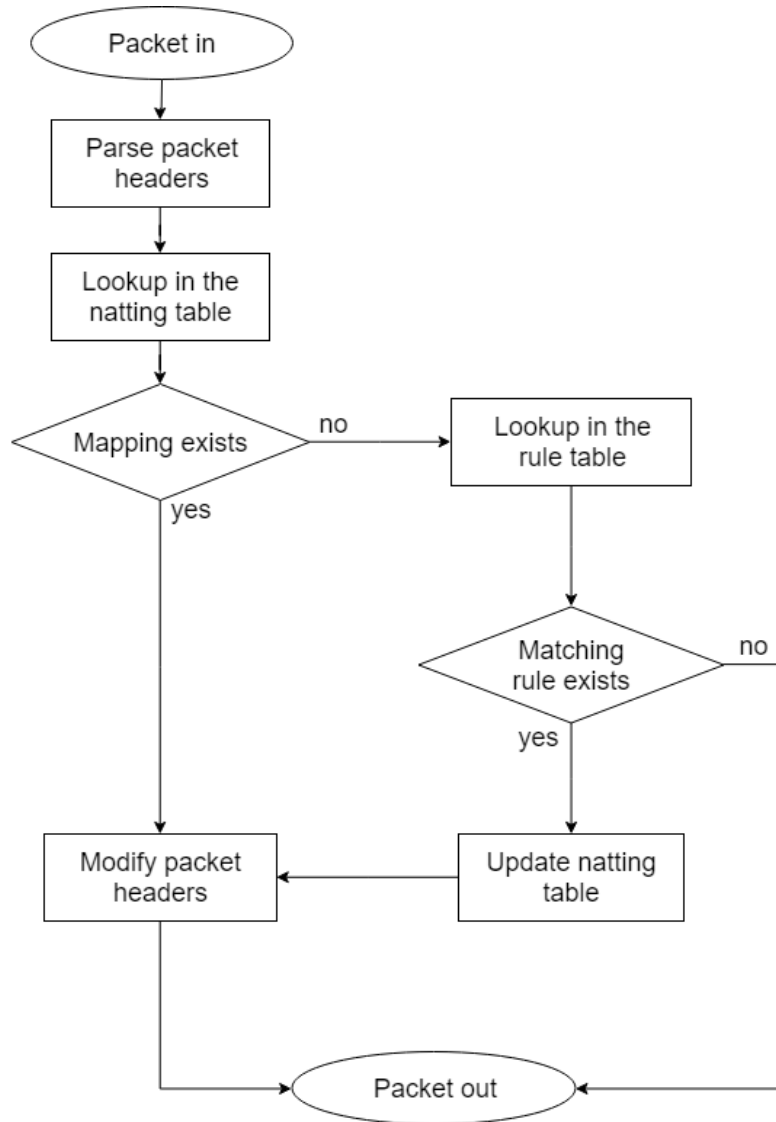 Packet in
Parse packet
headers
Lookup in the
natting table
Mapping exists
no
Lookup in the
rule table
yes
Matching
rule exists
no
yes
Modify packet
headers
Update natting
table
Packet out